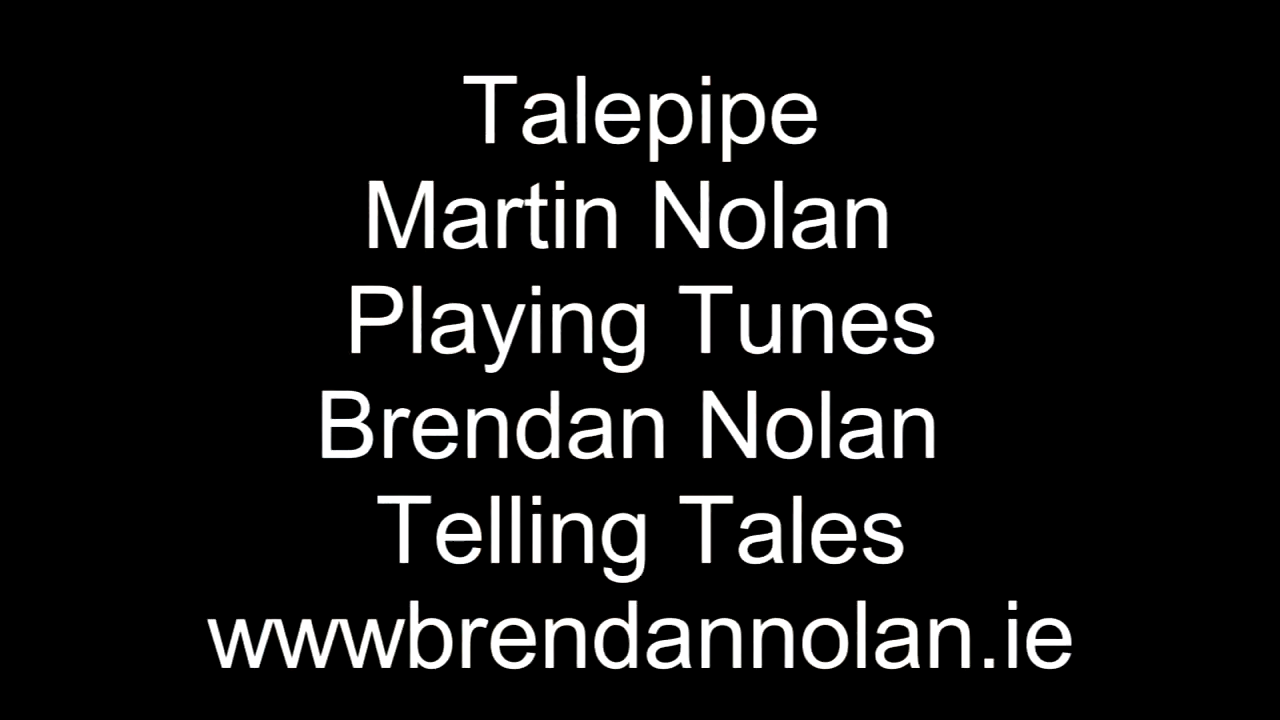 Talepipe
Martin Nolan
Playing Tunes
Brendan Nolan
Telling Tales
wwwbrendannolan.ie